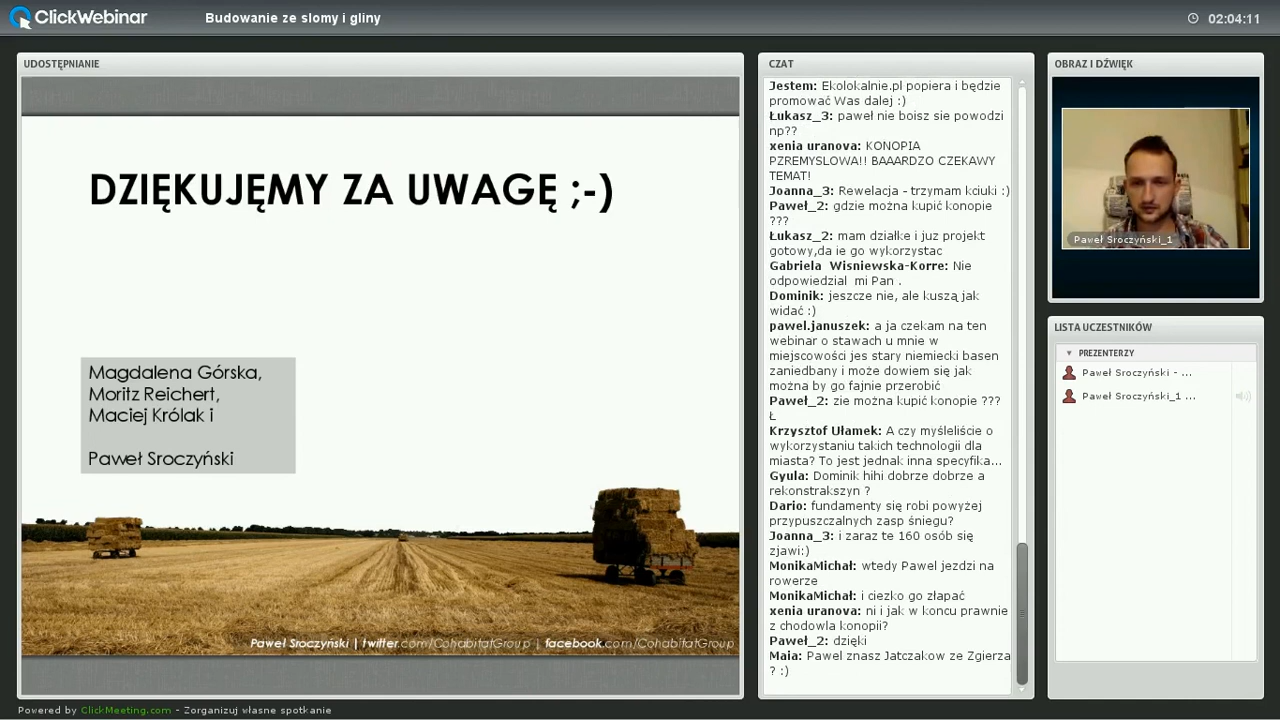 ClickWebinar
Budowanie ze slomy i gliny
02:04:11
UDOSTĘPNIANIE
DZIĘKUJĘMY ZA UWAGĘ ;-)
Magdalena Górska,
Moritz Reichert,
Maciej Królak i
Paweł Sroczyński
Paweł Sroczyński | twitter.com/CohabitatGroup | facebook.com/CohabitatGroup
CZAT
Jestem: Ekolokalnie.pl popiera i będzie
promować Was dalej :)
Łukasz_3: paweł nie boisz sie powodzi
np??
xenia uranova: KONOPIA
PZREMYSLOWA!! BAAARDZO CZEKAWY
TEMAT!
Joanna_3: Rewelacja - trzymam kciuki :)
Paweł_2: gdzie można kupić konopie
???
Łukasz_2: mam działke i juz projekt
gotowy,da ie go wykorzystac
Gabriela Wisniewska-Korre: Nie
odpowiedzial mi Pan .
Dominik: jeszcze nie, ale kuszą jak
widać :)
pawel.januszek: a ja czekam na ten
webinar o stawach u mnie w
miejscowości jes stary niemiecki basen
zaniedbany i może dowiem się jak
można by go fajnie przerobić
Paweł_2: zie można kupić konopie ???
Ł
Krzysztof Ułamek: A czy myśleliście o
wykorzystaniu takich technologii dla
miasta? To jest jednak inna specyfika...
Gyula: Dominik hihi dobrze dobrze a
rekonstrakszyn ?
Dario: fundamenty się robi powyżej
przypuszczalnych zasp śniegu?
Joanna_3: i zaraz te 160 osób się
zjawi:)
MonikaMichał: wtedy Pawel jezdzi na
rowerze
MonikaMichał: i ciezko go złapać
xenia uranova: ni i jak w koncu prawnie
z chodowla konopii?
Paweł_2: dzięki
Maia: Pawel znasz Jatczakow ze Zgierza
? :)
OBRAZ I DŹWIĘK
Paweł Sroczyński_1
LISTA UCZESTNIKÓW
PREZENTERZY
Paweł Sroczyński - ...
Paweł Sroczyński_1 ...
Powered by ClickMeeting.com - Zorganizuj własne spotkanie